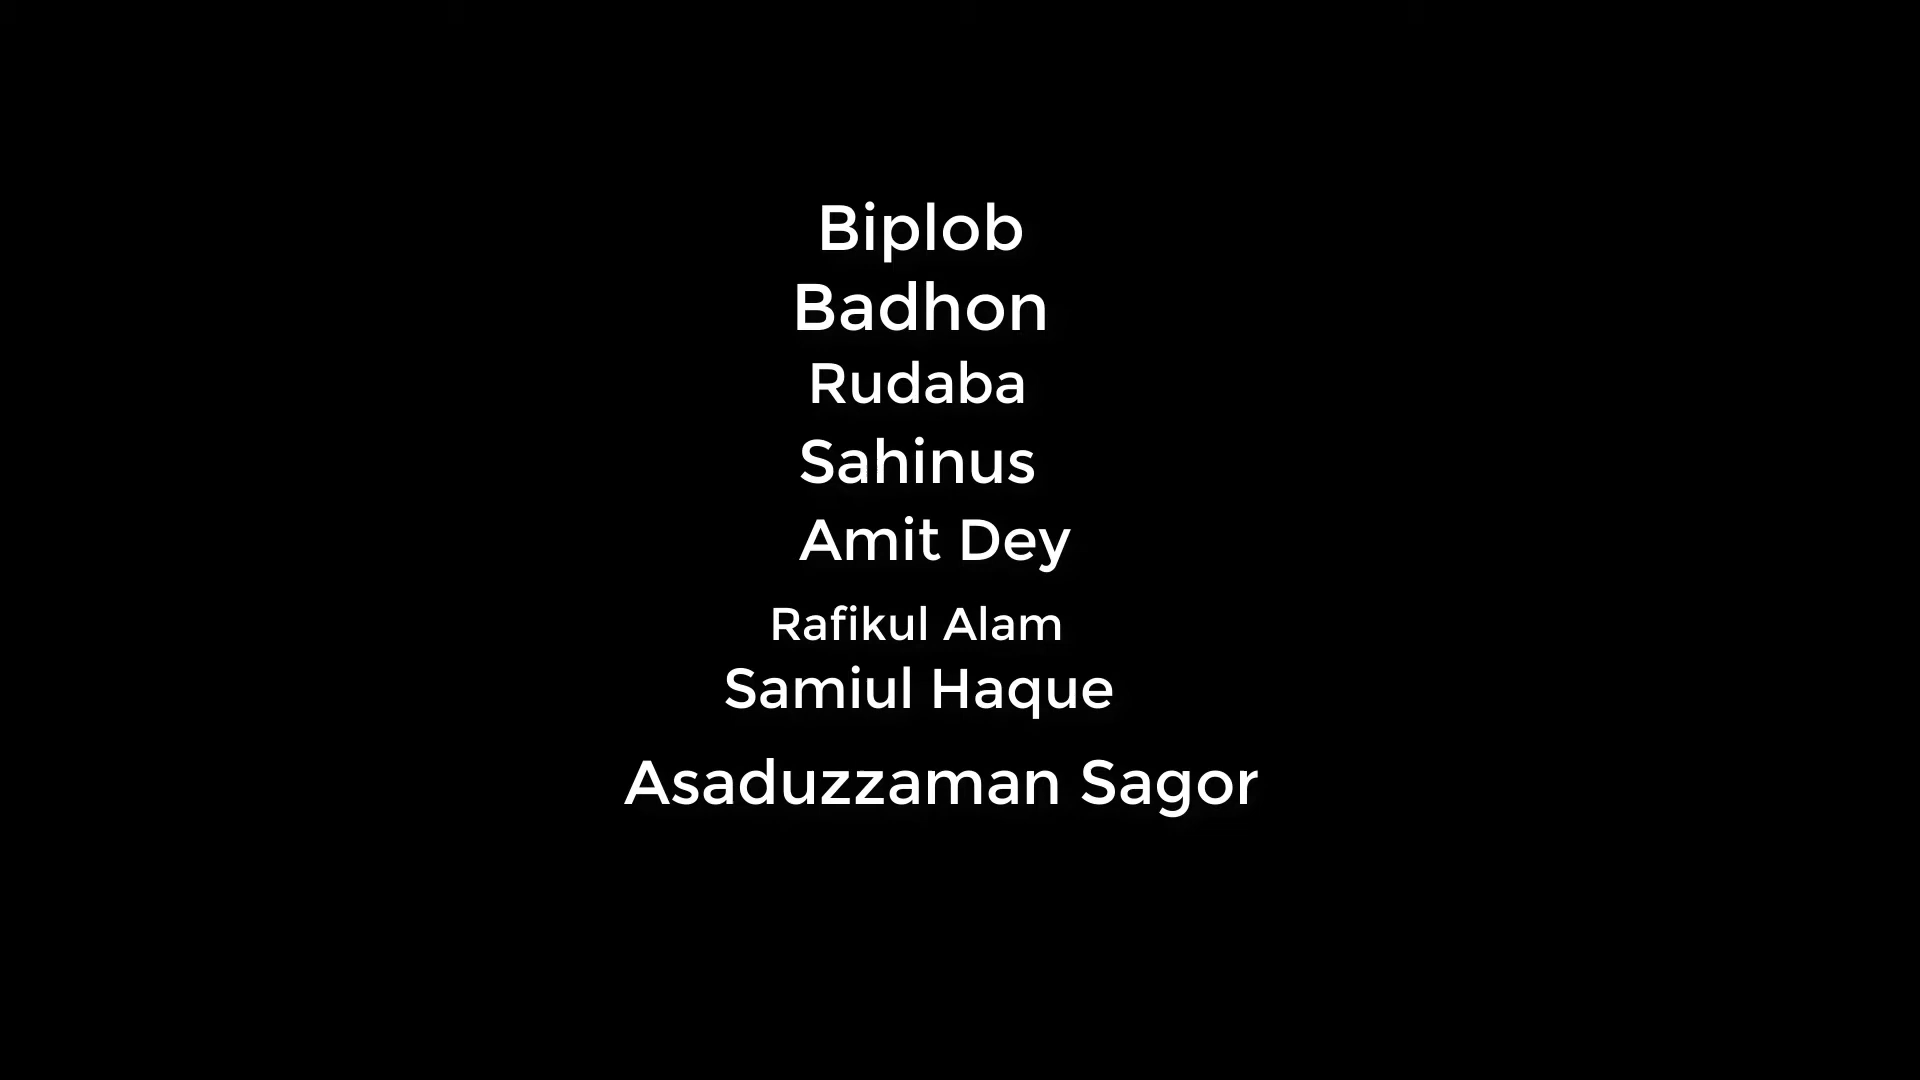 Biplob
Badhon
Rudaba
Sahinus
Amit Dey
Rafikul Alam
Samiul Haque
Asaduzzaman Sagor